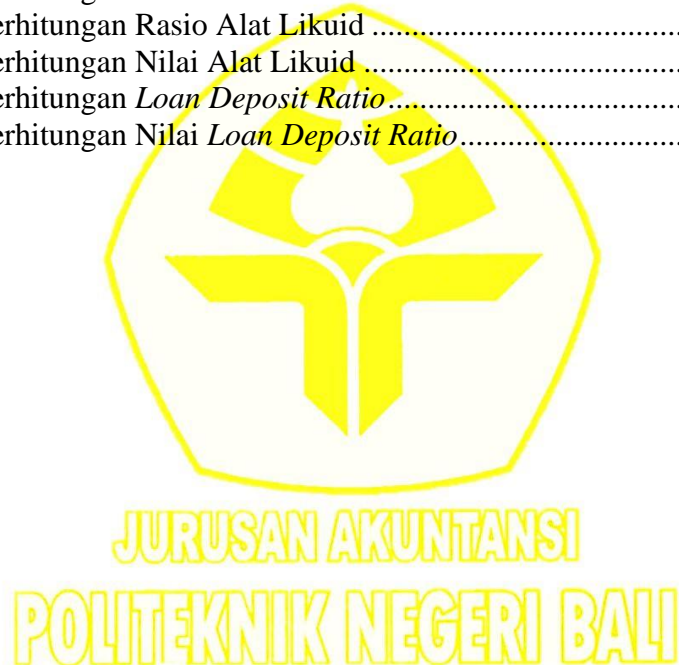 erhitungan Rasio Alat Likuid ......................................
erhitungan Nilai Alat Likuid .......................................
erhitungan Loan Deposit Ratio....................................
erhitungan Nilai Loan Deposit Ratio...........................
JURUSAN AKUNTANSI
POLITEKNIK NEGERI BALI